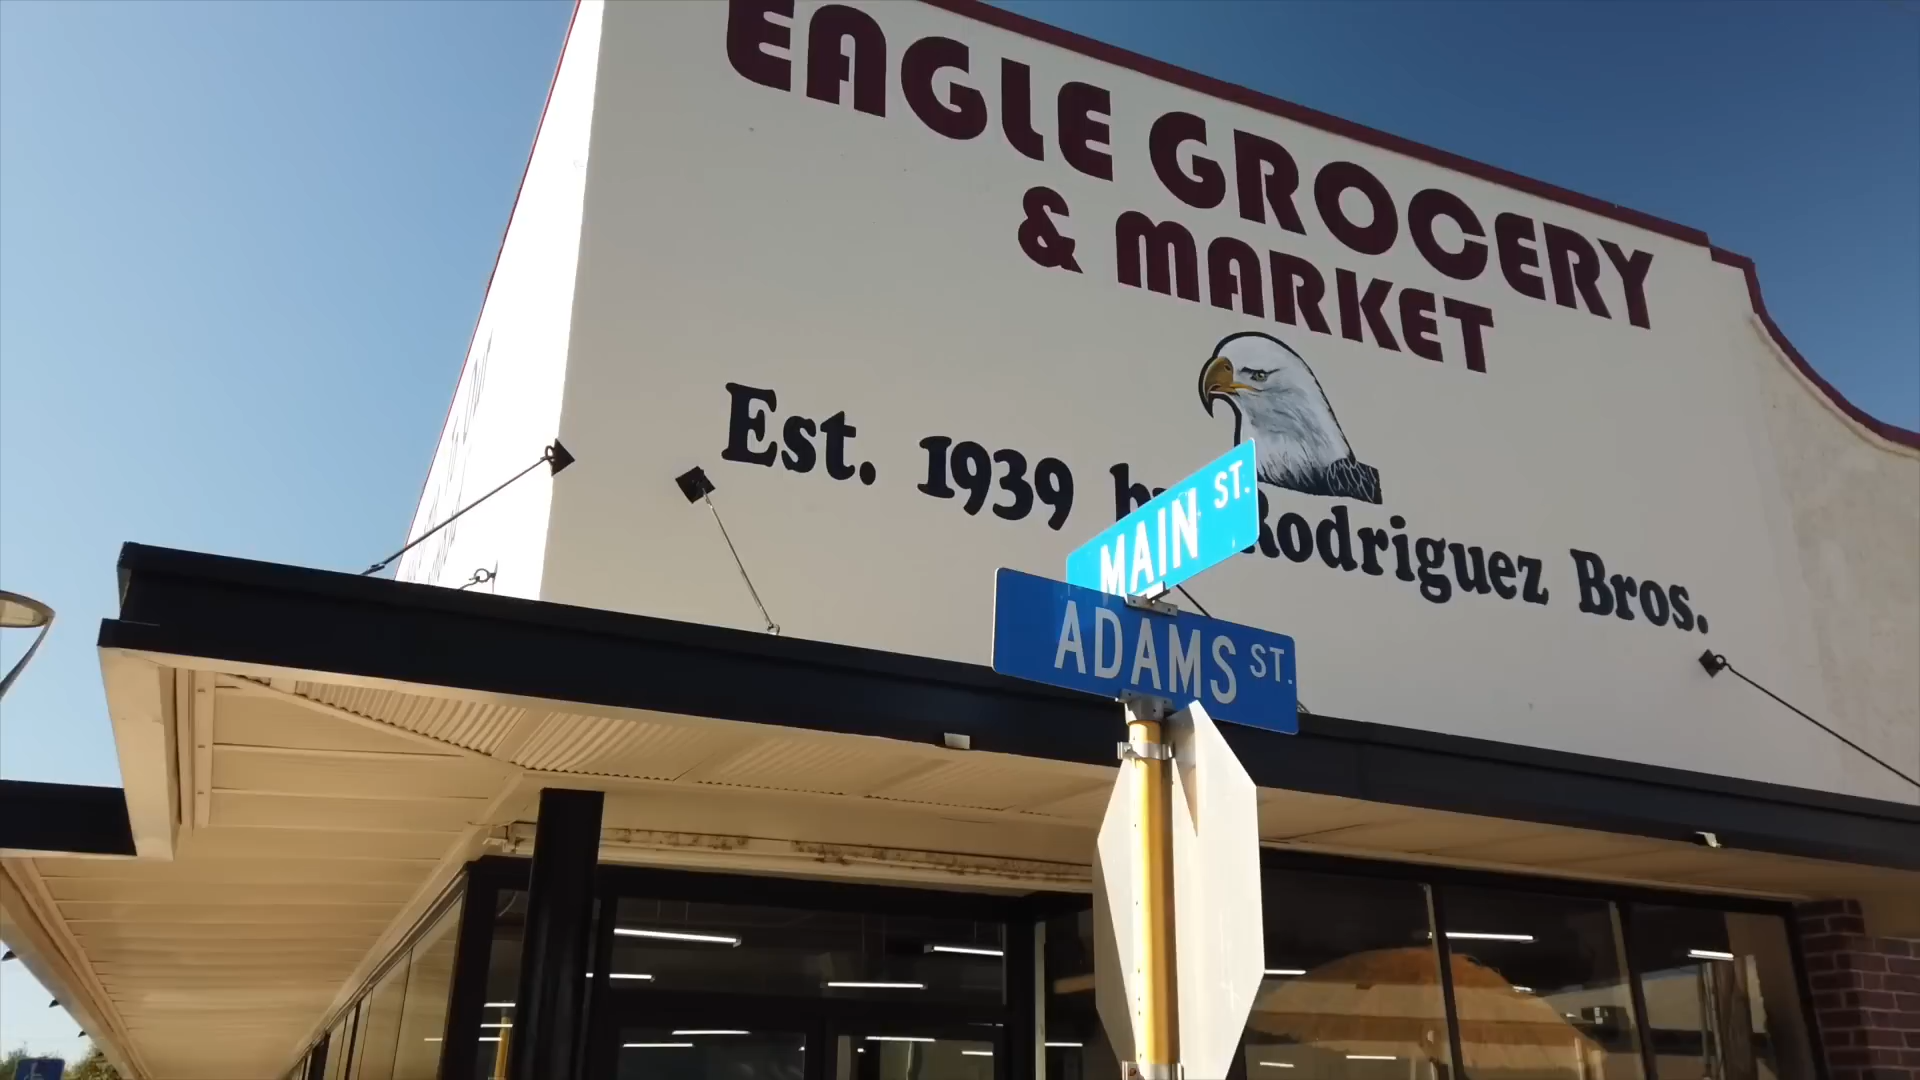 EAGLE GROCERY
& MARKET
Est. 1939 by Rodriguez Bros.
MAIN ST.
ADAMS ST.